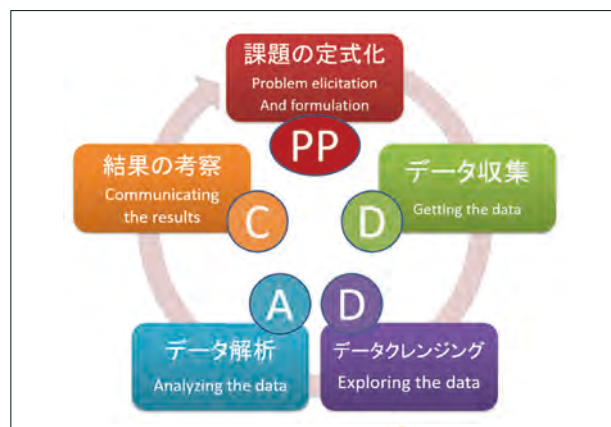 課題の定式化
Problem elicitation
And formulation
PP
データ収集
Getting the data
D
データクレンジング
Exploring the data
D
データ解析
Analyzing the data
A
結果の考察
Communicating
the results
C